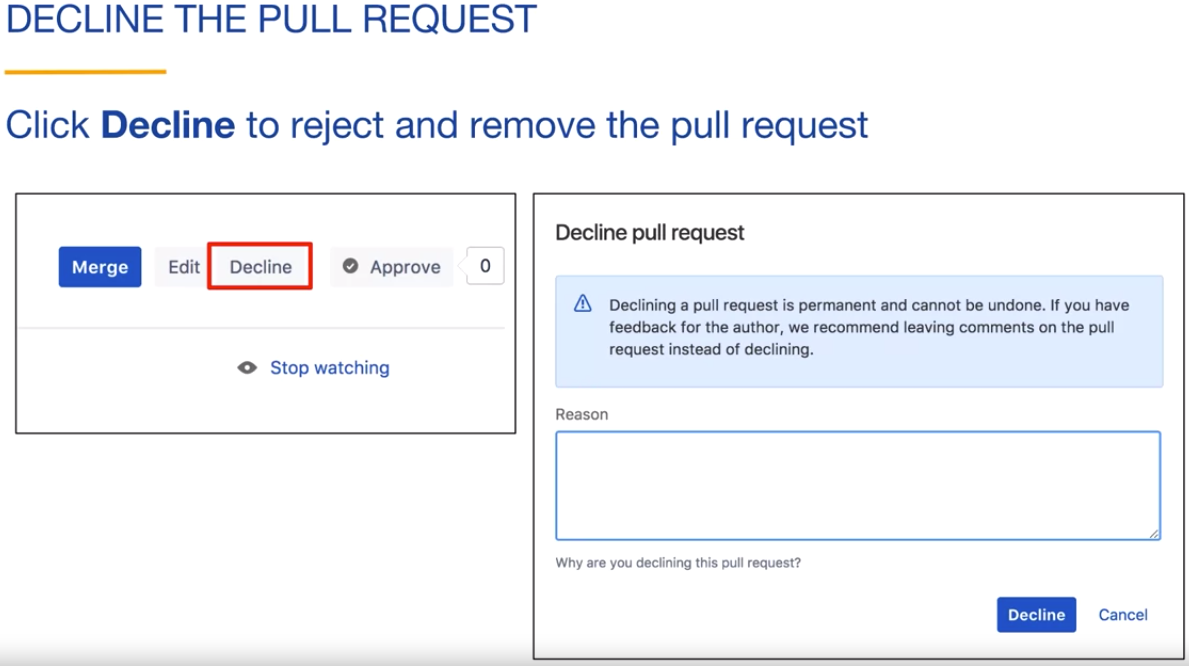 DECLINE THE PULL REQUEST
Click Decline to reject and remove the pull request
Merge Edit Decline Approve 0
Stop watching
Decline pull request
Declining a pull request is permanent and cannot be undone. If you have
feedback for the author, we recommend leaving comments on the pull
request instead of declining.
Reason
Why are you declining this pull request?
Decline Cancel